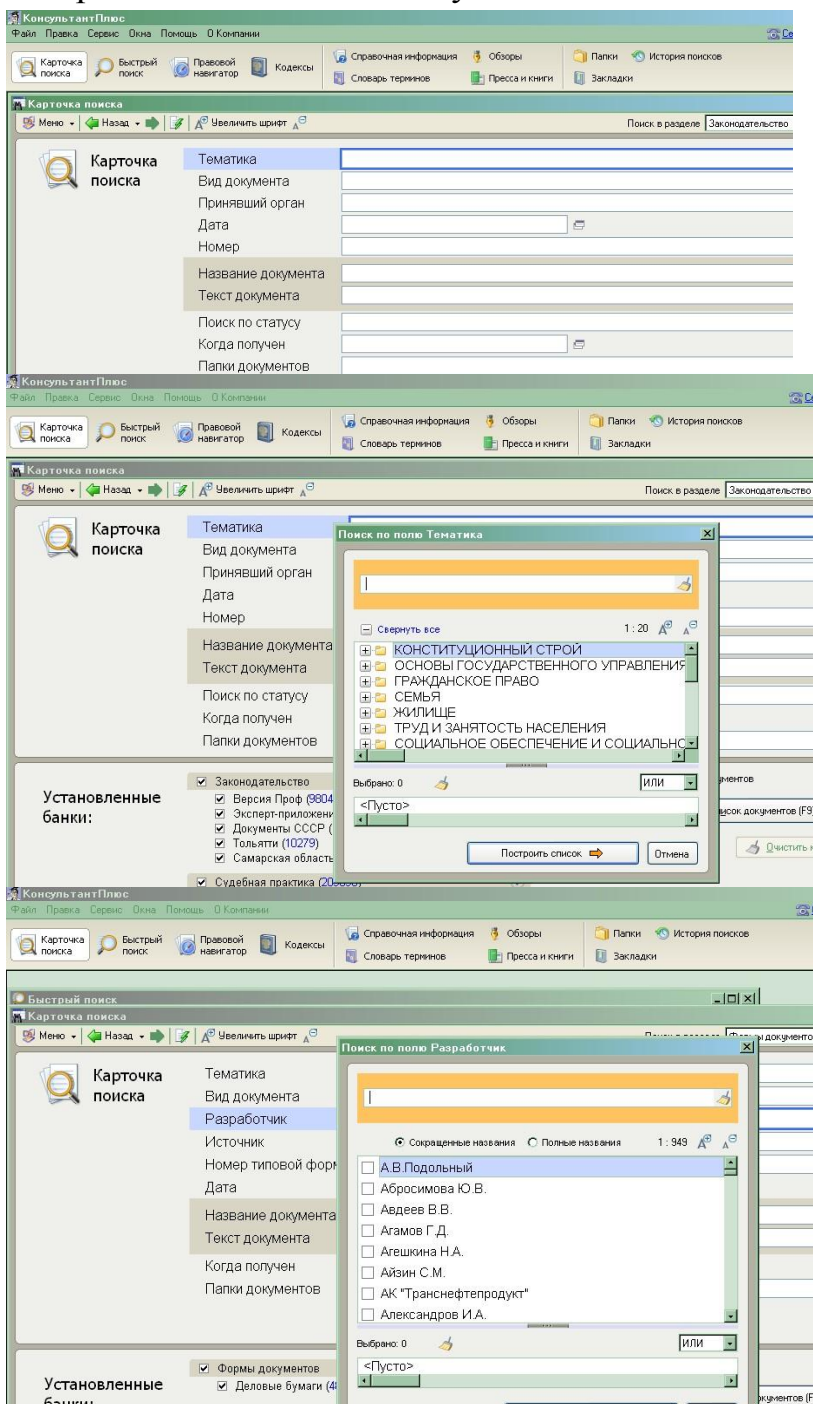 КонсультантПлюс
Файл Правка Сервис Окна Помощь О Компании
Карточка поиска Быстрый поиск Правовой навигатор Кодексы Справочная информация Обзоры Папки История поисков
Словарь терминов Пресса и книги Закладки
Карточка поиска
Меню Назад Увеличить шрифт Поиск в разделе Законодательство
Карточка поиска
Тематика
Вид документа
Принявший орган
Дата
Номер
Название документа
Текст документа
Поиск по статусу
Когда получен
Папки документов
КонсультантПлюс
Файл Правка Сервис Окна Помощь О Компании
Карточка поиска Быстрый поиск Правовой навигатор Кодексы Справочная информация Обзоры Папки История поисков
Словарь терминов Пресса и книги Закладки
Карточка поиска
Меню Назад Увеличить шрифт Поиск в разделе Законодательство
Карточка поиска
Тематика
Вид документа
Принявший орган
Дата
Номер
Название документа
Текст документа
Поиск по статусу
Когда получен
Папки документов
Поиск по полю Тематика
Свернуть все 1 : 20
КОНСТИТУЦИОННЫЙ СТРОЙ
ОСНОВЫ ГОСУДАРСТВЕННОГО УПРАВЛЕНИЯ
ГРАЖДАНСКОЕ ПРАВО
СЕМЬЯ
ЖИЛИЩЕ
ТРУД И ЗАНЯТОСТЬ НАСЕЛЕНИЯ
СОЦИАЛЬНОЕ ОБЕСПЕЧЕНИЕ И СОЦИАЛЬНО
Выбрано: 0 ИЛИ
<Пусто>
Построить список Отмена
Установленные банки:
Законодательство
Версия Проф (9804
Эксперт-приложени
Документы СССР (
Тольятти (10279)
Самарская область
Судебная практика
исок документов (F9)
Очистить
КонсультантПлюс
Файл Правка Сервис Окна Помощь О Компании
Карточка поиска Быстрый поиск Правовой навигатор Кодексы Справочная информация Обзоры Папки История поисков
Словарь терминов Пресса и книги Закладки
Быстрый поиск
Карточка поиска
Меню Назад Увеличить шрифт
Карточка поиска
Тематика
Вид документа
Разработчик
Источник
Номер типовой форм
Дата
Название документа
Текст документа
Когда получен
Папки документов
Поиск по полю Разработчик
Сокращенные названия Полные названия 1 : 949
А.В.Подольный
Абросимова Ю.В.
Авдеев В.В.
Агамов Г.Д.
Агешкина Н.А.
Айзин С.М.
АК "Транснефтепродукт"
Александров И.А.
Выбрано: 0 ИЛИ
<Пусто>
Установленные
Формы документов
Деловые бумаги